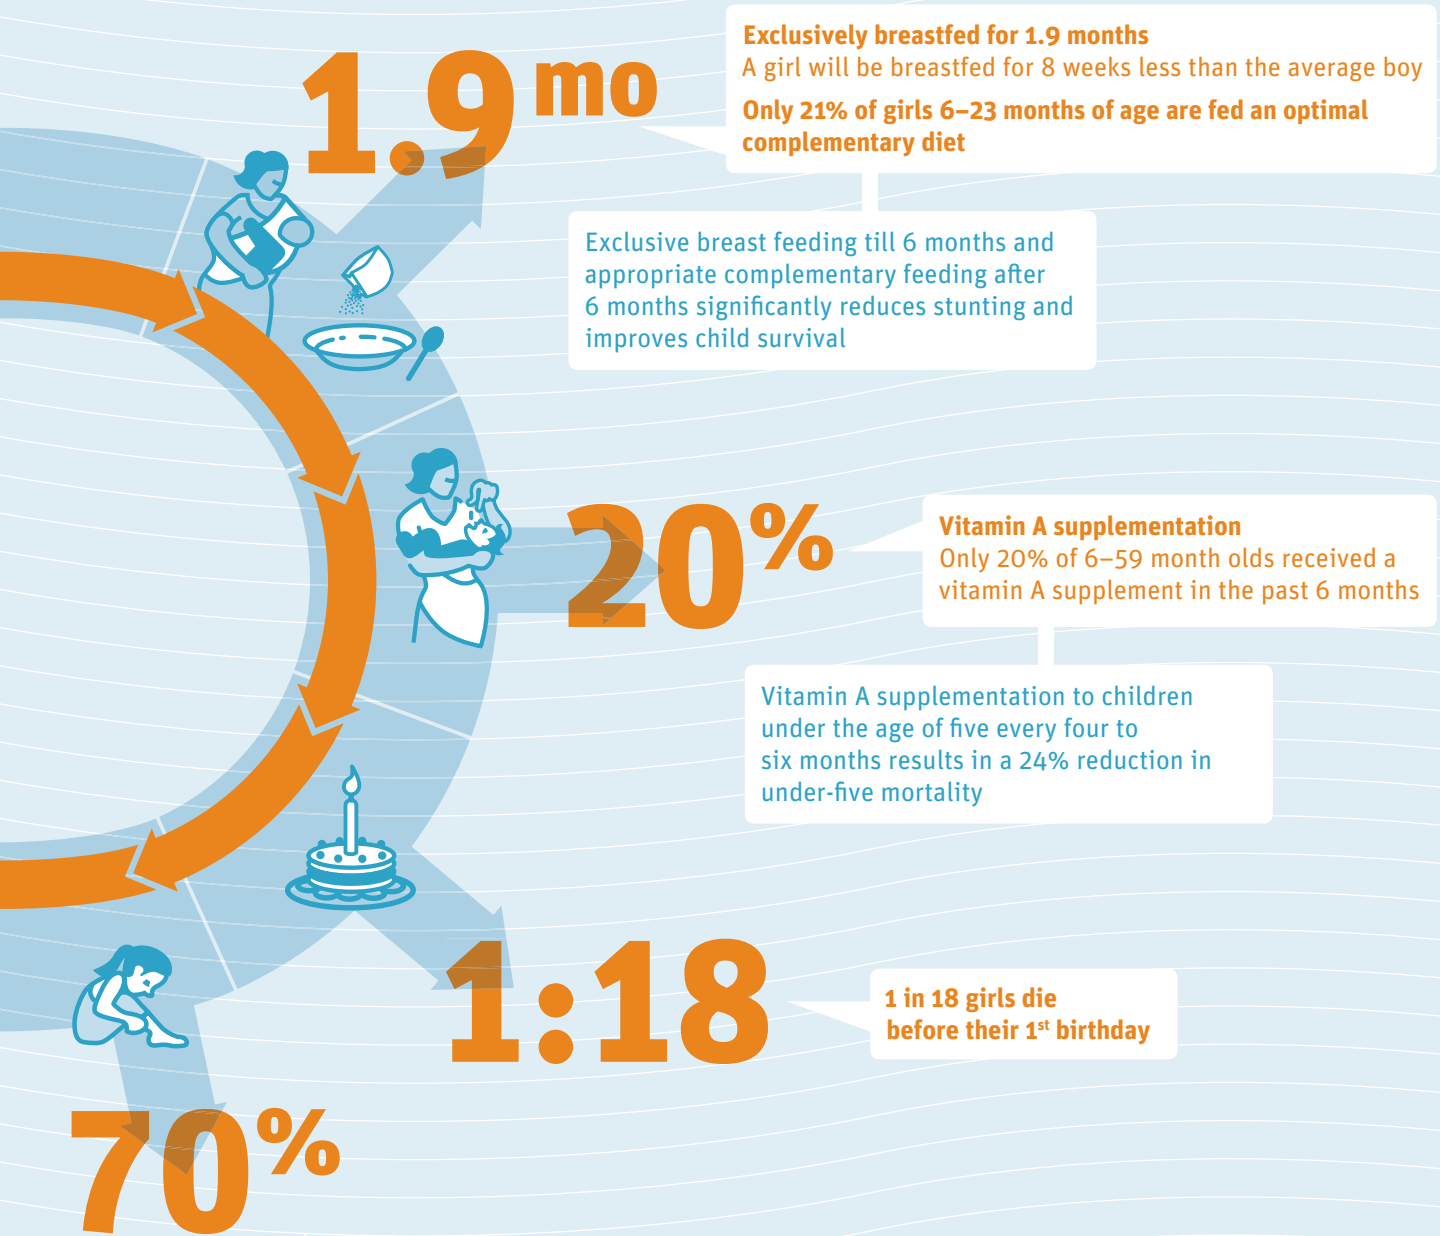 1.9 mo
Exclusively breastfed for 1.9 months
A girl will be breastfed for 8 weeks less than the average boy
Only 21% of girls 6–23 months of age are fed an optimal
complementary diet
Exclusive breast feeding till 6 months and
appropriate complementary feeding after
6 months significantly reduces stunting and
improves child survival
20%
Vitamin A supplementation
Only 20% of 6–59 month olds received a
vitamin A supplement in the past 6 months
Vitamin A supplementation to children
under the age of five every four to
six months results in a 24% reduction in
under-five mortality
1:18
1 in 18 girls die
before their 1st birthday
70%